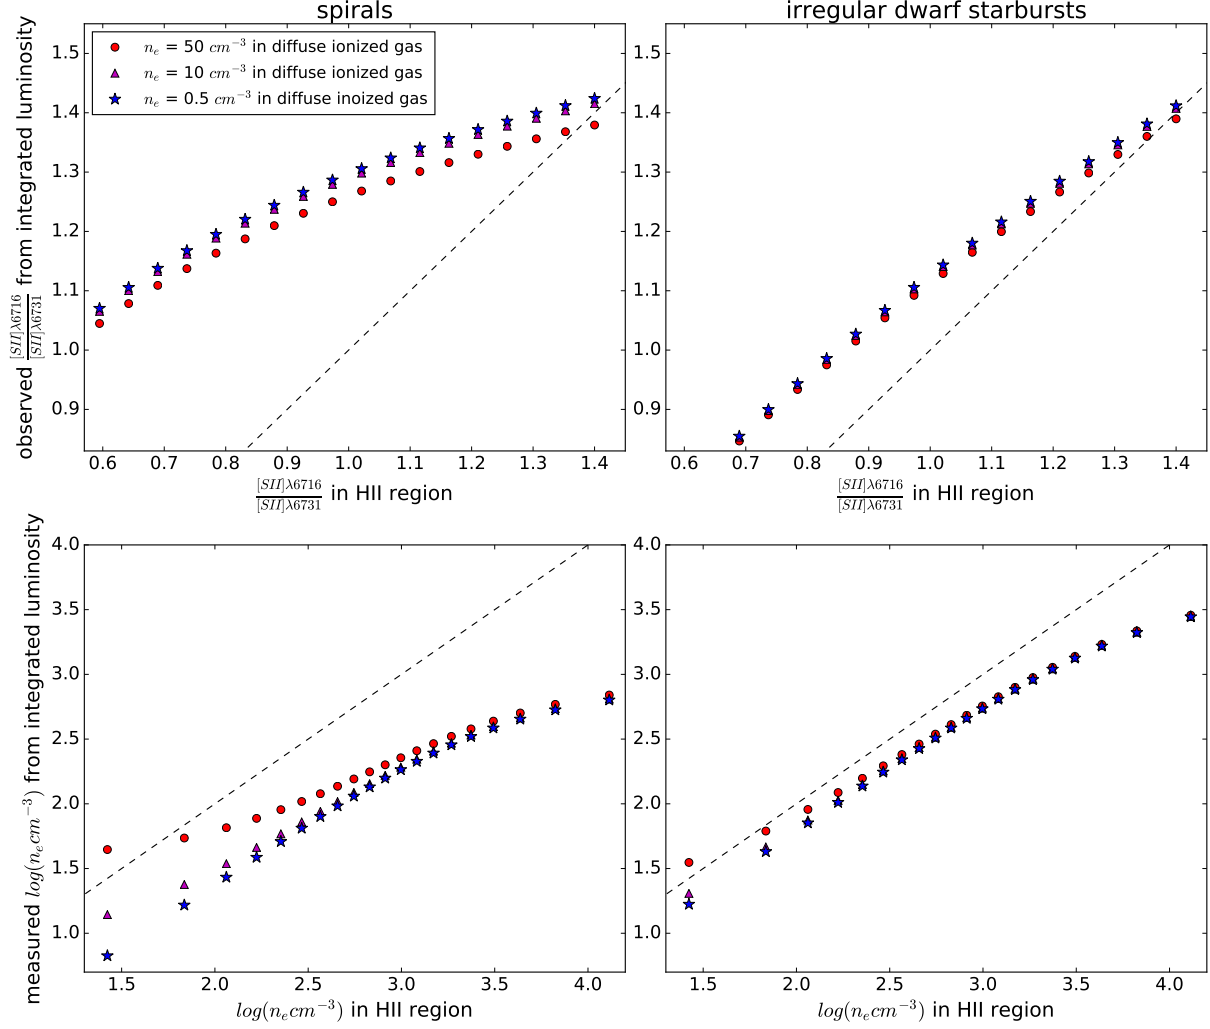 spirals
irregular dwarf starbursts
n_e = 50 cm^{-3} in diffuse ionized gas
n_e = 10 cm^{-3} in diffuse ionized gas
n_e = 0.5 cm^{-3} in diffuse inoized gas
observed \frac{[SII]λ6716}{[SII]λ6731} from integrated luminosity
1.5
1.4
1.3
1.2
1.1
1.0
0.9
0.6 0.7 0.8 0.9 1.0 1.1 1.2 1.3 1.4
\frac{[SII]λ6716}{[SII]λ6731} in HII region
1.5
1.4
1.3
1.2
1.1
1.0
0.9
0.6 0.7 0.8 0.9 1.0 1.1 1.2 1.3 1.4
\frac{[SII]λ6716}{[SII]λ6731} in HII region
measured log(n_e cm^{-3}) from integrated luminosity
4.0
3.5
3.0
2.5
2.0
1.5
1.0
1.5 2.0 2.5 3.0 3.5 4.0
log(n_e cm^{-3}) in HII region
4.0
3.5
3.0
2.5
2.0
1.5
1.0
1.5 2.0 2.5 3.0 3.5 4.0
log(n_e cm^{-3}) in HII region